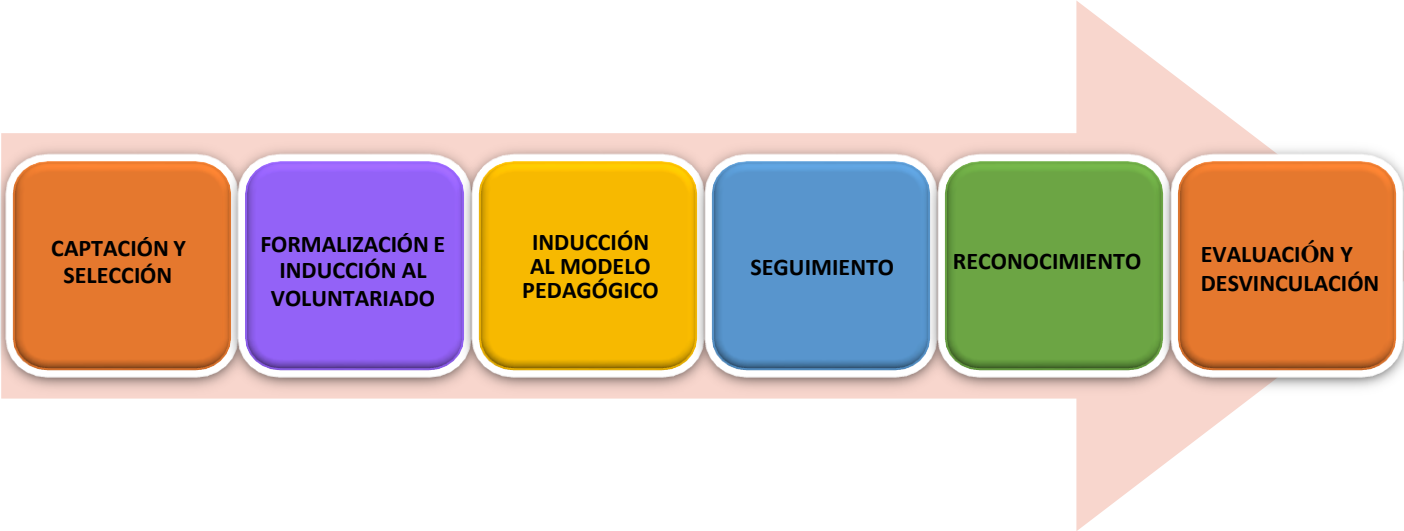 CAPTACIÓN Y
SELECCIÓN
FORMALIZACIÓN E
INDUCCIÓN AL
VOLUNTARIADO
INDUCCIÓN
AL MODELO
PEDAGÓGICO
SEGUIMIENTO
RECONOCIMIENTO
EVALUACIÓN Y
DESVINCULACIÓN